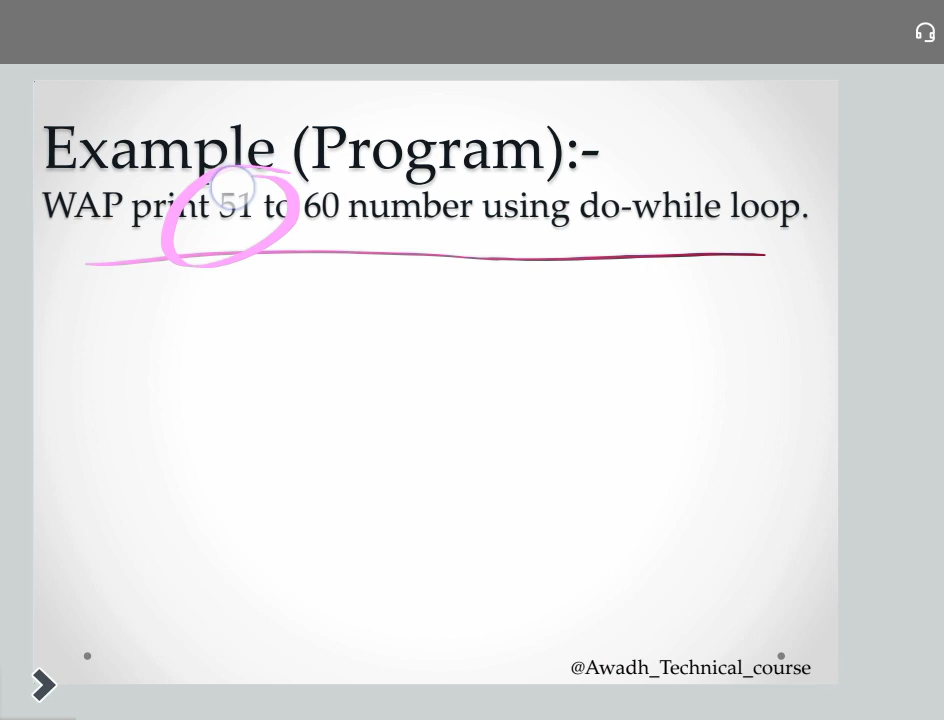 Example (Program):-
WAP print 51 to 60 number using do-while loop.
@Awadh_Technical_course